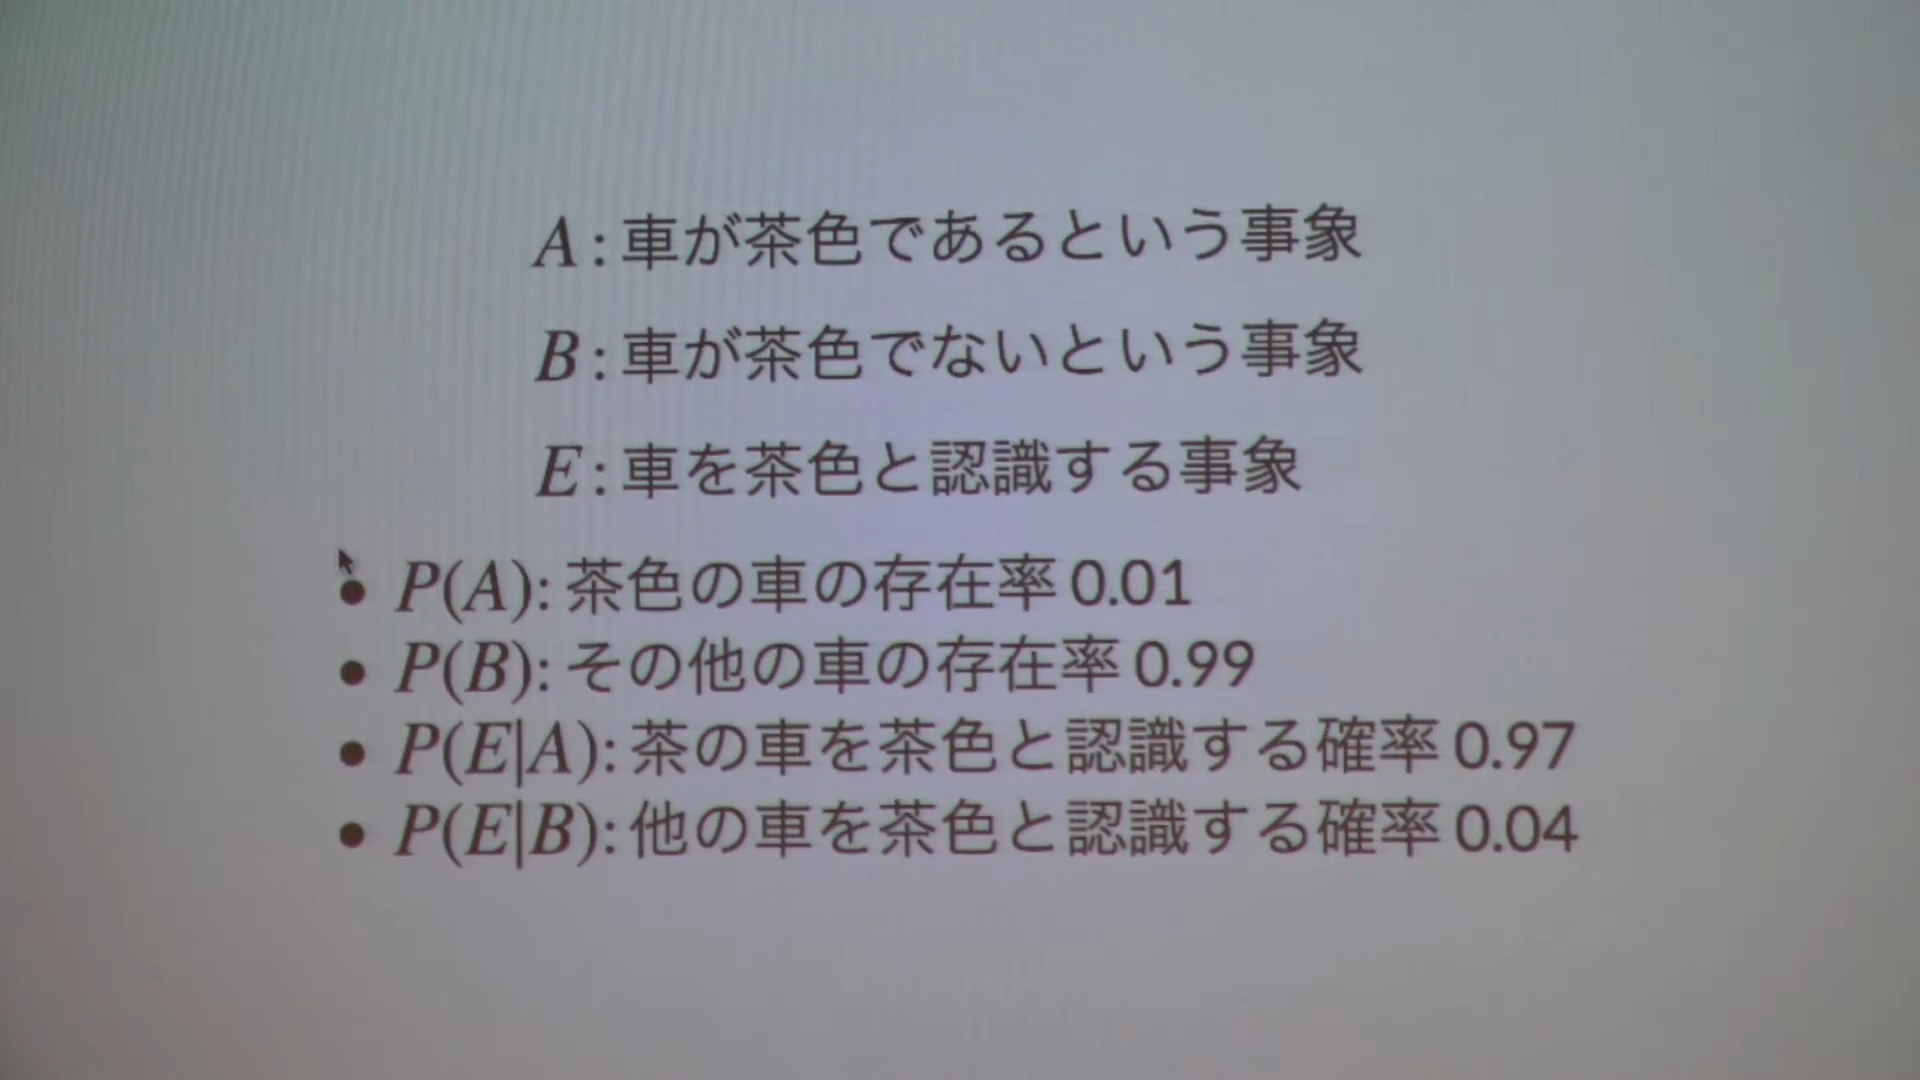 A : 車が茶色であるという事象
B : 車が茶色でないという事象
E : 車を茶色と認識する事象
• P(A): 茶色の車の存在率 0.01
• P(B): その他の車の存在率 0.99
• P(E|A): 茶の車を茶色と認識する確率 0.97
• P(E|B): 他の車を茶色と認識する確率 0.04